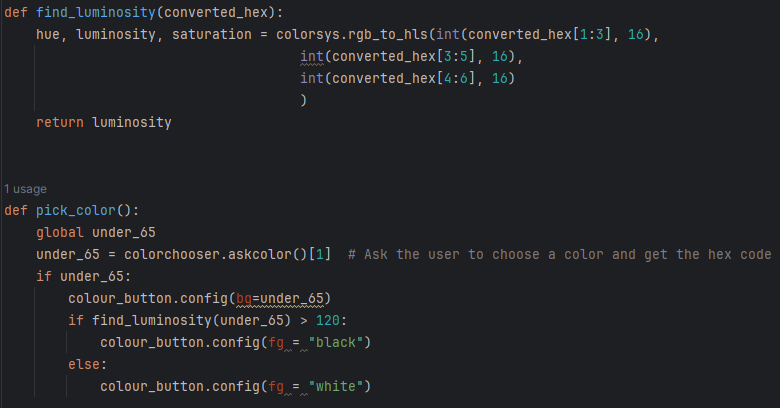 def find_luminosity(converted_hex):
    hue, luminosity, saturation = colorsys.rgb_to_hls(int(converted_hex[1:3], 16),
                                     int(converted_hex[3:5], 16),
                                     int(converted_hex[4:6], 16)
                                     )
    return luminosity
1 usage
def pick_color():
    global under_65
    under_65 = colorchooser.askcolor()[1]  # Ask the user to choose a color and get the hex code
    if under_65:
        colour_button.config(bg=under_65)
        if find_luminosity(under_65) > 120:
            colour_button.config(fg = "black")
        else:
            colour_button.config(fg = "white")